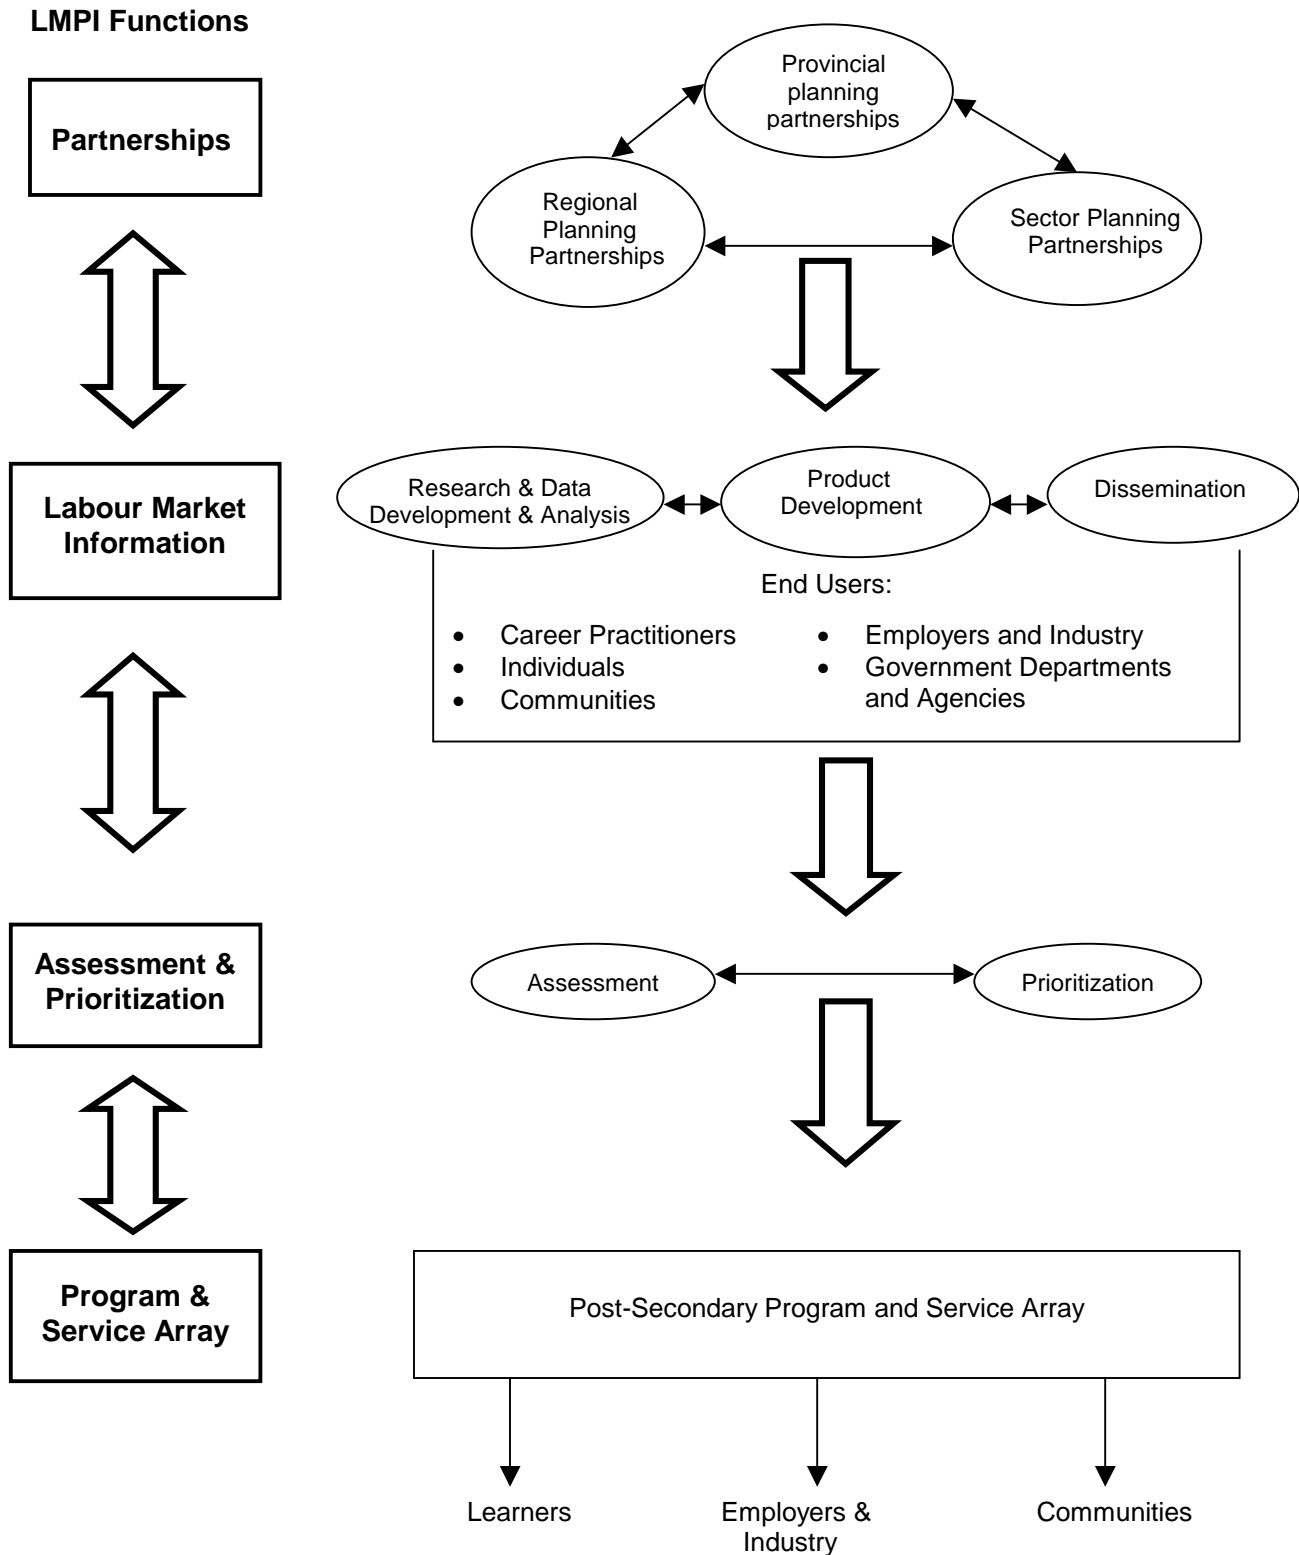 LMPI Functions
Partnerships
Provincial
planning
partnerships
Regional
Planning
Partnerships
Sector Planning
Partnerships
Labour Market
Information
Research & Data
Development & Analysis
Product
Development
Dissemination
End Users:
• Career Practitioners
• Individuals
• Communities
• Employers and Industry
• Government Departments
and Agencies
Assessment &
Prioritization
Assessment
Prioritization
Program &
Service Array
Post-Secondary Program and Service Array
Learners
Employers &
Industry
Communities